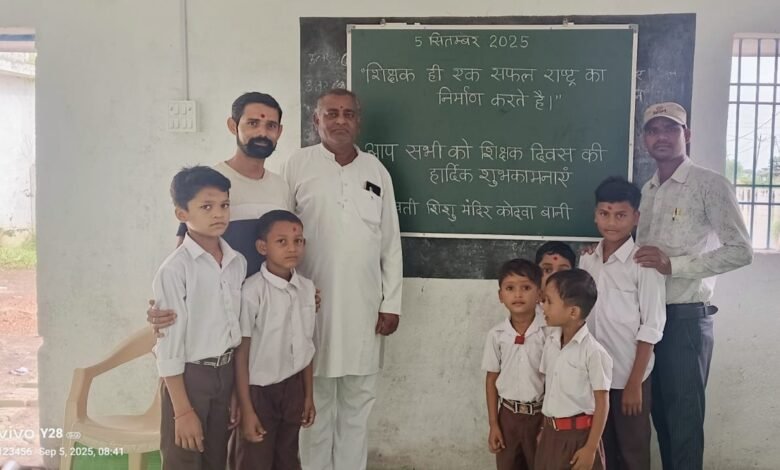 5 सितम्बर 2025
"शिक्षक ही एक सफल राष्ट्र का
निर्माण करते है।"
आप सभी को शिक्षक दिवस की
हार्दिक शुभकामनाएँ
शिशु मंदिर कोदवा बानी
vivo Y28
123456 Sep 5, 2025, 08:41